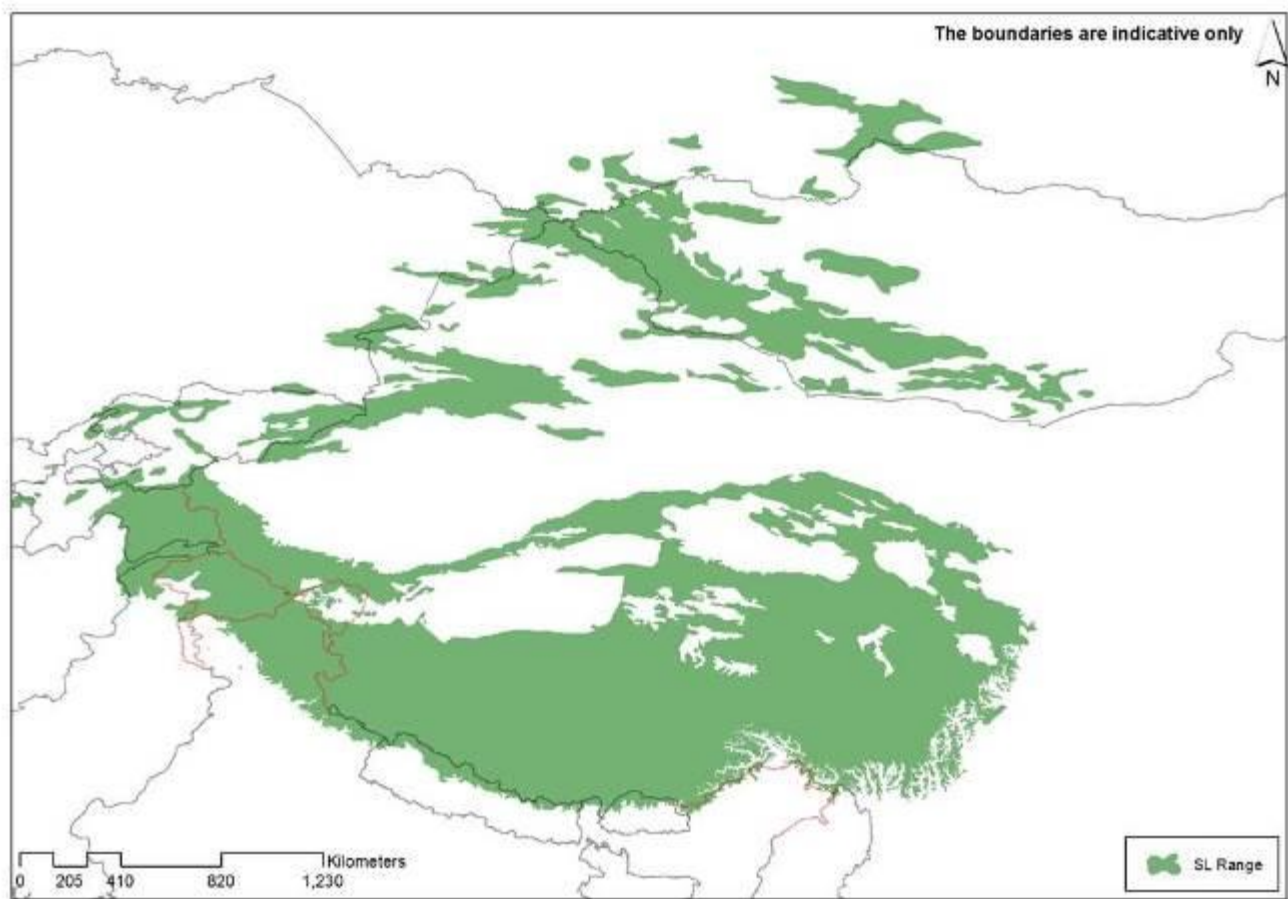 The boundaries are indicative only
N
Kilometers
0 205 410 820 1,230
SL Range